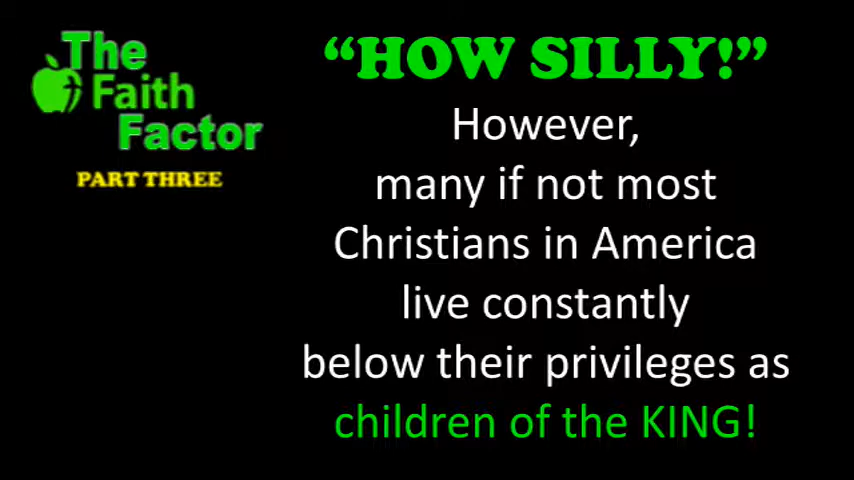 The
Faith
Factor
PART THREE
“HOW SILLY!”
However,
many if not most
Christians in America
live constantly
below their privileges as
children of the KING!